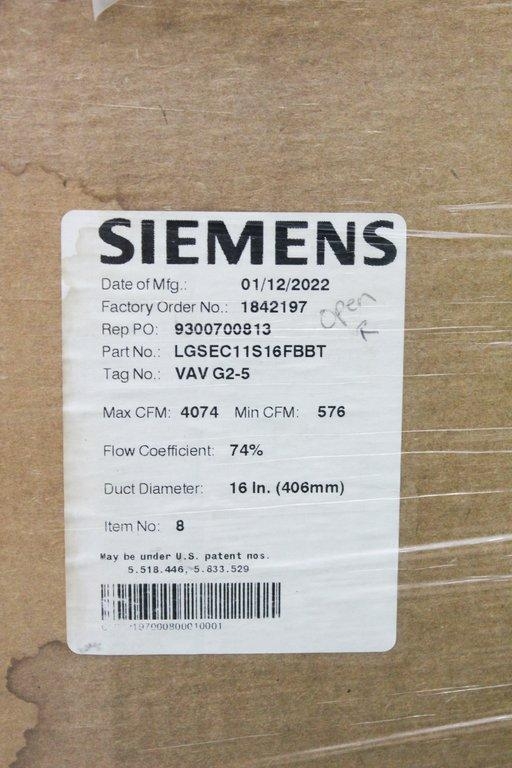 SIEMENS
Date of Mfg.: 01/12/2022
Factory Order No.: 1842197
open
Rep PO: 9300700813
Part No.: LGSEC11S16FBBT
Tag No.: VAV G2-5
Max CFM: 4074 Min CFM: 576
Flow Coefficient: 74%
Duct Diameter: 16 In. (406mm)
Item No: 8
May be under U.S. patent nos.
5.518.446, 5.833.529